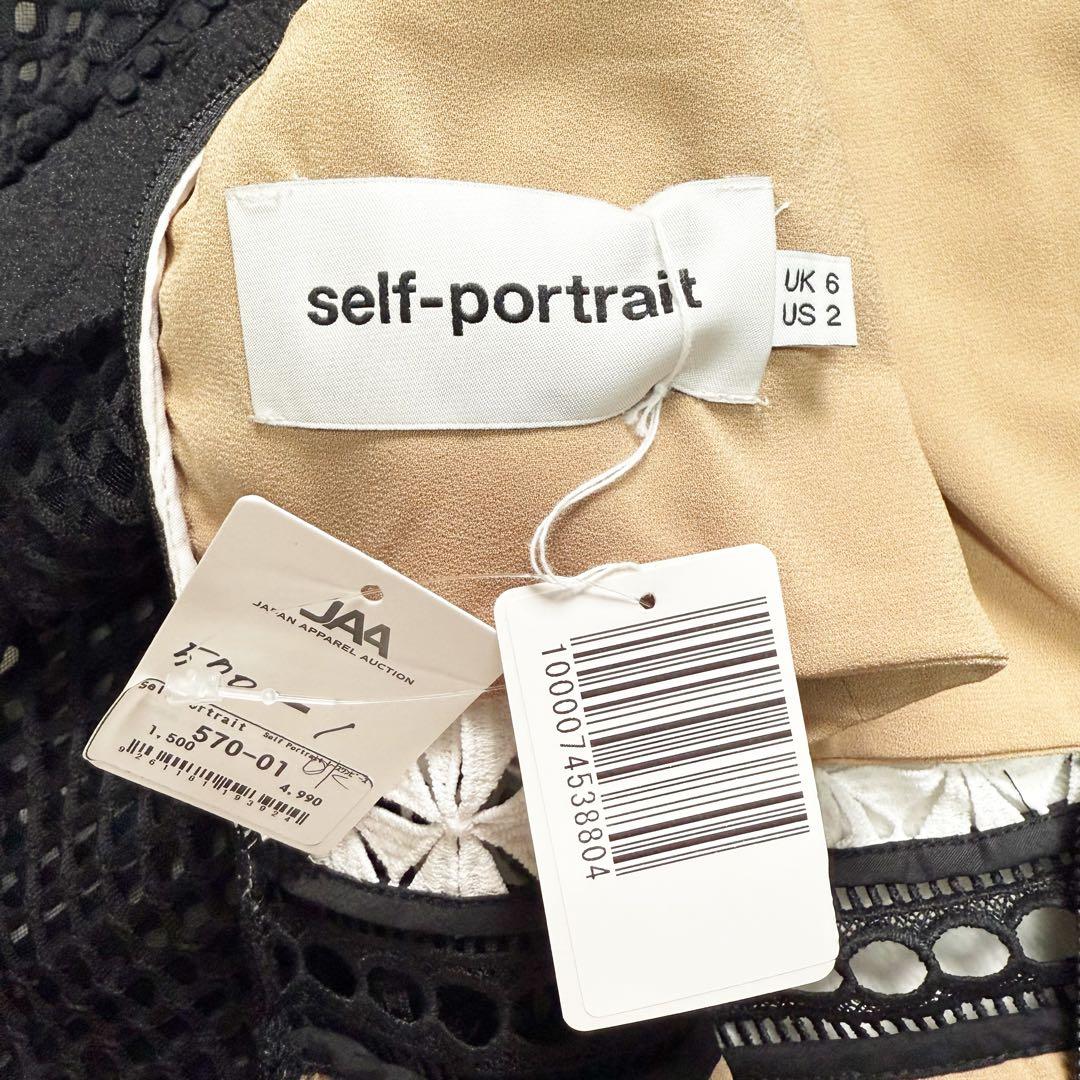 self-portrait
UK 6
US 2
JAA
JAPAN APPAREL AUCTION
Self Portrait
1,500
570-01
4,990
1000074538804